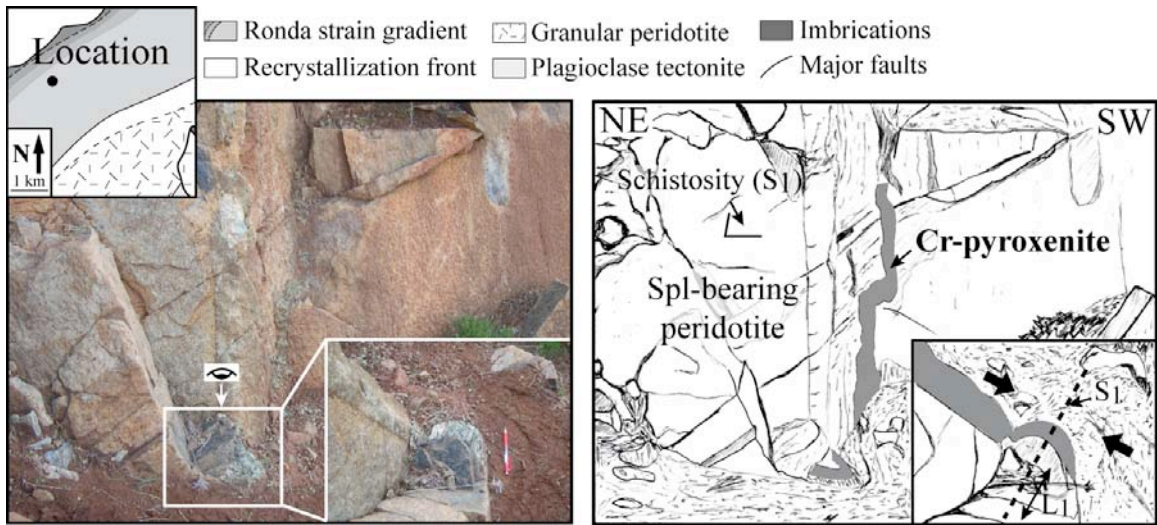 Location
N
1 km
Ronda strain gradient
Granular peridotite
Imbrications
Recrystallization front
Plagioclase tectonite
Major faults
NE
SW
Schistosity (S1)
Cr-pyroxenite
Spl-bearing
peridotite
S1
L1